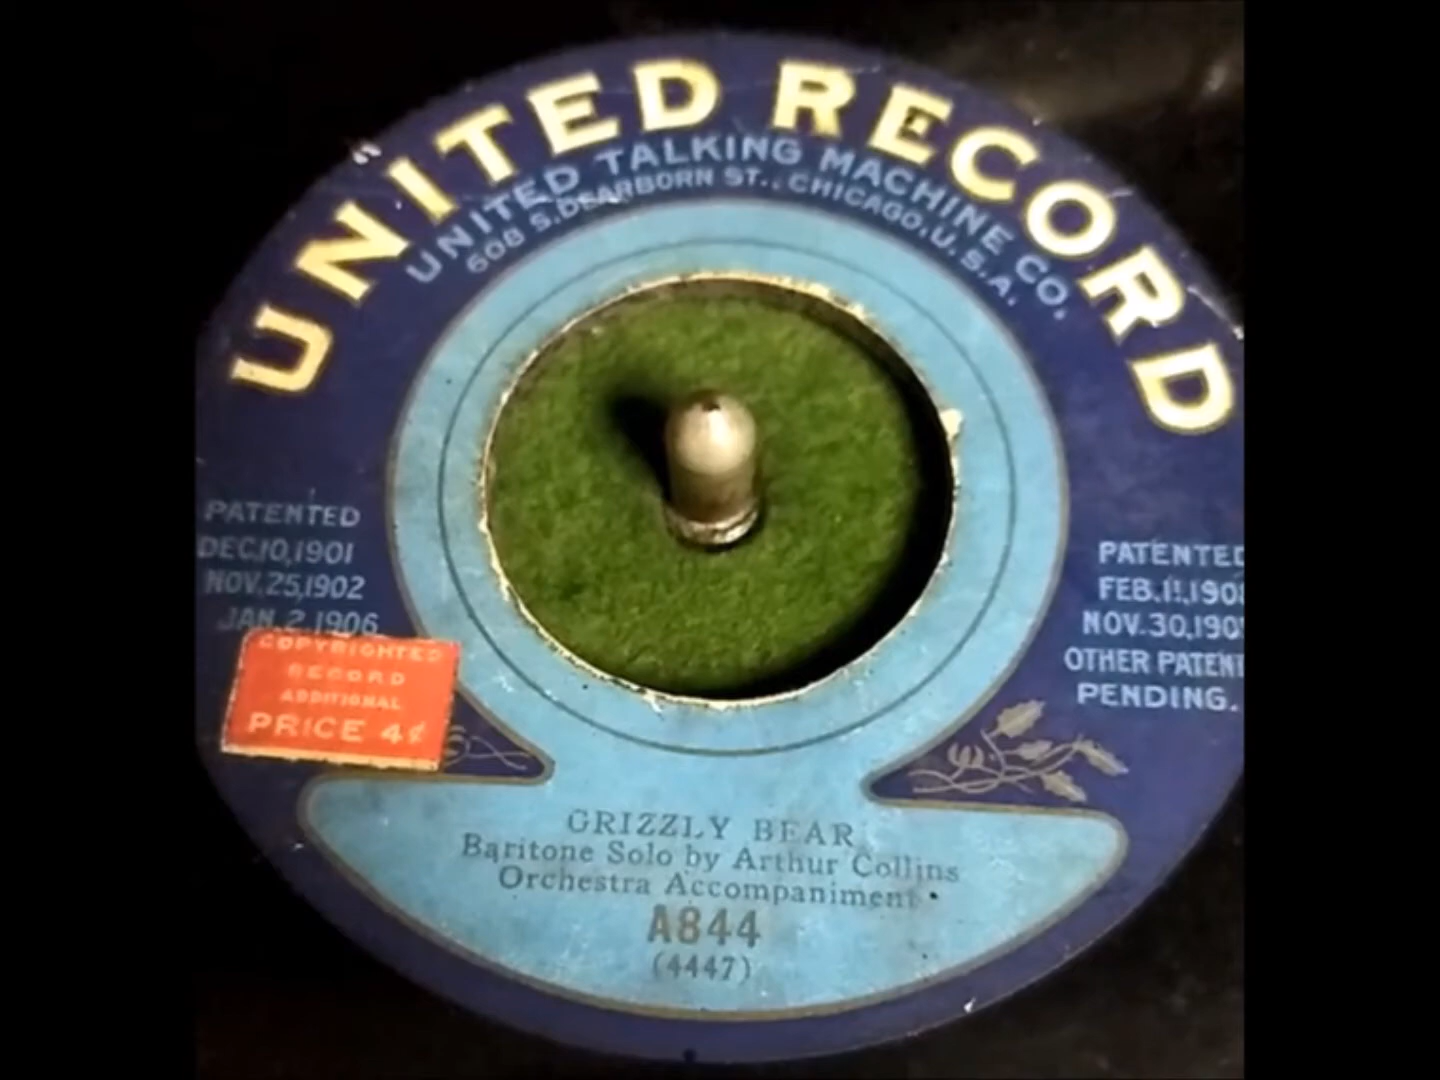 UNITED RECORD
UNITED TALKING MACHINE CO.
608 S. DEARBORN ST., CHICAGO, U.S.A.
PATENTED
DEC.10,1901
NOV.25,1902
JAN.2,1906
COPYRIGHTED
RECORD
ADDITIONAL
PRICE 4¢
PATENTED
FEB.11,190
NOV.30,190
OTHER PATENT
PENDING.
GRIZZLY BEAR
Baritone Solo by Arthur Collins
Orchestra Accompaniment
A844
(4447)